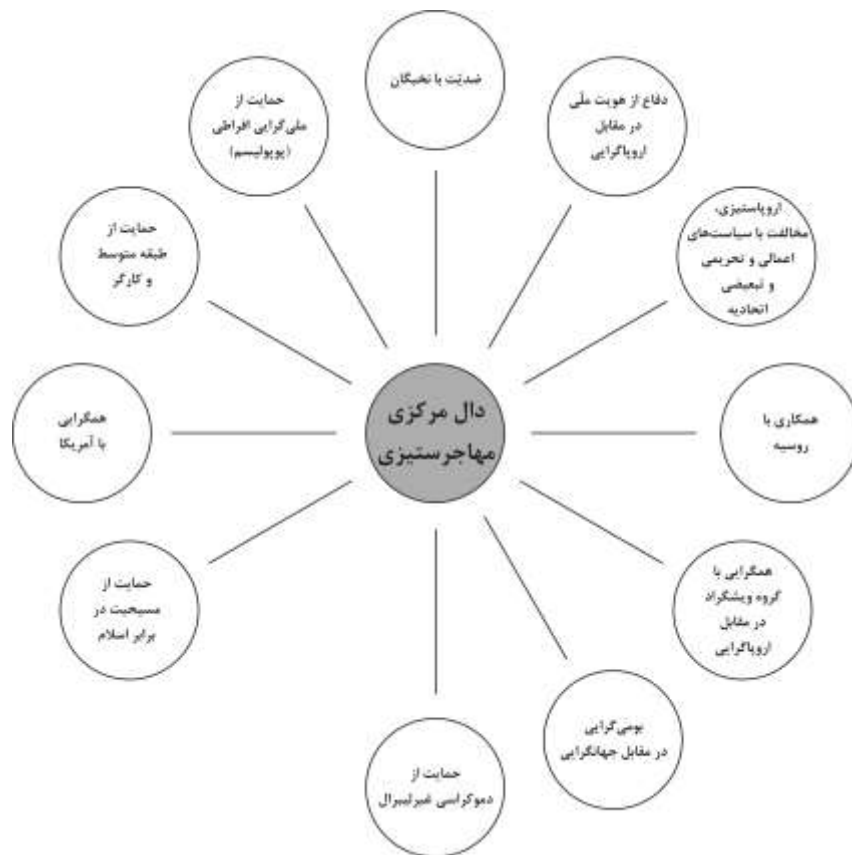 ضدیّت با نخبگان
دفاع از هویت ملّی
در مقابل
اروپاگرایی
اروپاستیزی،
مخالفت با سیاست‌های
اعمالی و تحریمی
و تبعیضی
اتحادیه
همکاری با
روسیه
همگرایی با
گروه ویشگراد
در مقابل
اروپاگرایی
بومی‌گرایی
در مقابل جهانگرایی
حمایت از
دموکراسی غیرلیبرال
حمایت از
مسیحیت در
برابر اسلام
همگرایی
با آمریکا
حمایت از
طبقه متوسط
و کارگر
حمایت از
ملی‌گرایی افراطی
(پوپولیسم)
دال مرکزی
مهاجرستیزی